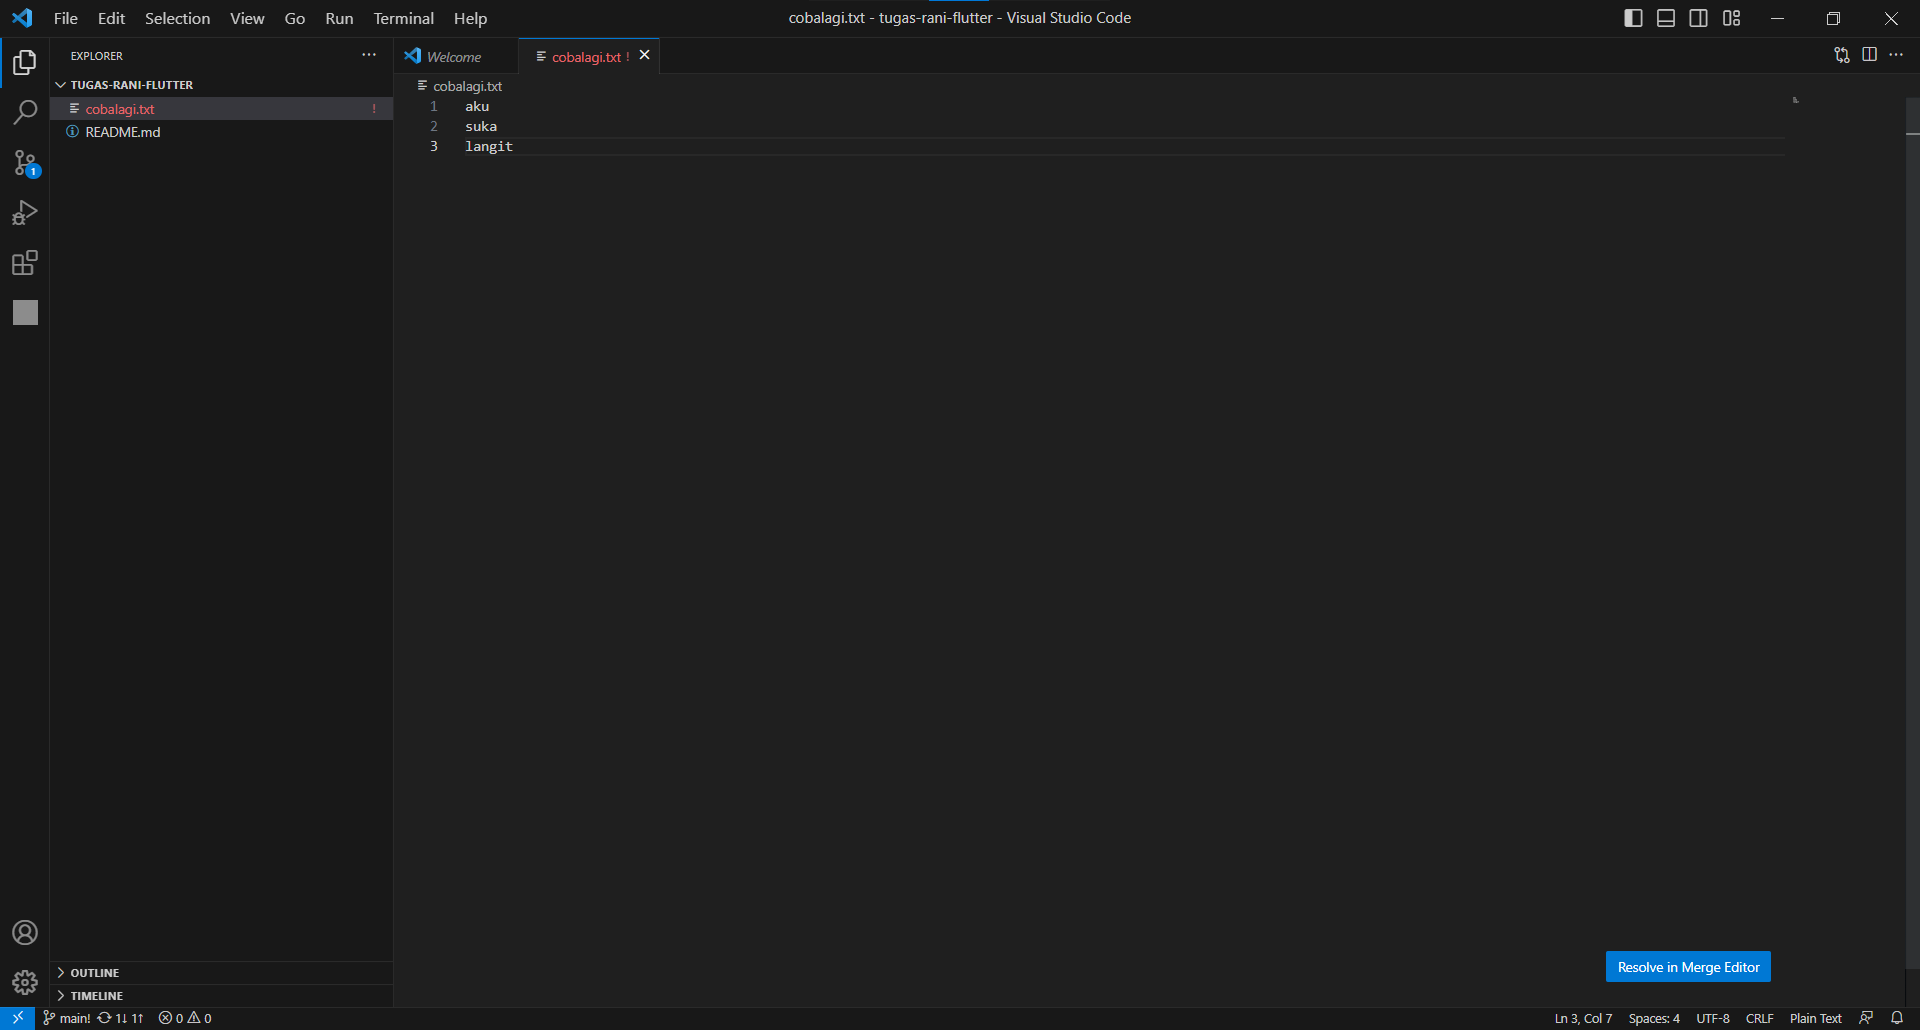 File Edit Selection View Go Run Terminal Help
cobalagi.txt - tugas-rani-flutter - Visual Studio Code
EXPLORER
TUGAS-RANI-FLUTTER
cobalagi.txt !
README.md
Welcome
cobalagi.txt !
cobalagi.txt
1 aku
2 suka
3 langit
1
Resolve in Merge Editor
OUTLINE
TIMELINE
main! 1↓ 1↑ 0 0
Ln 3, Col 7 Spaces: 4 UTF-8 CRLF Plain Text